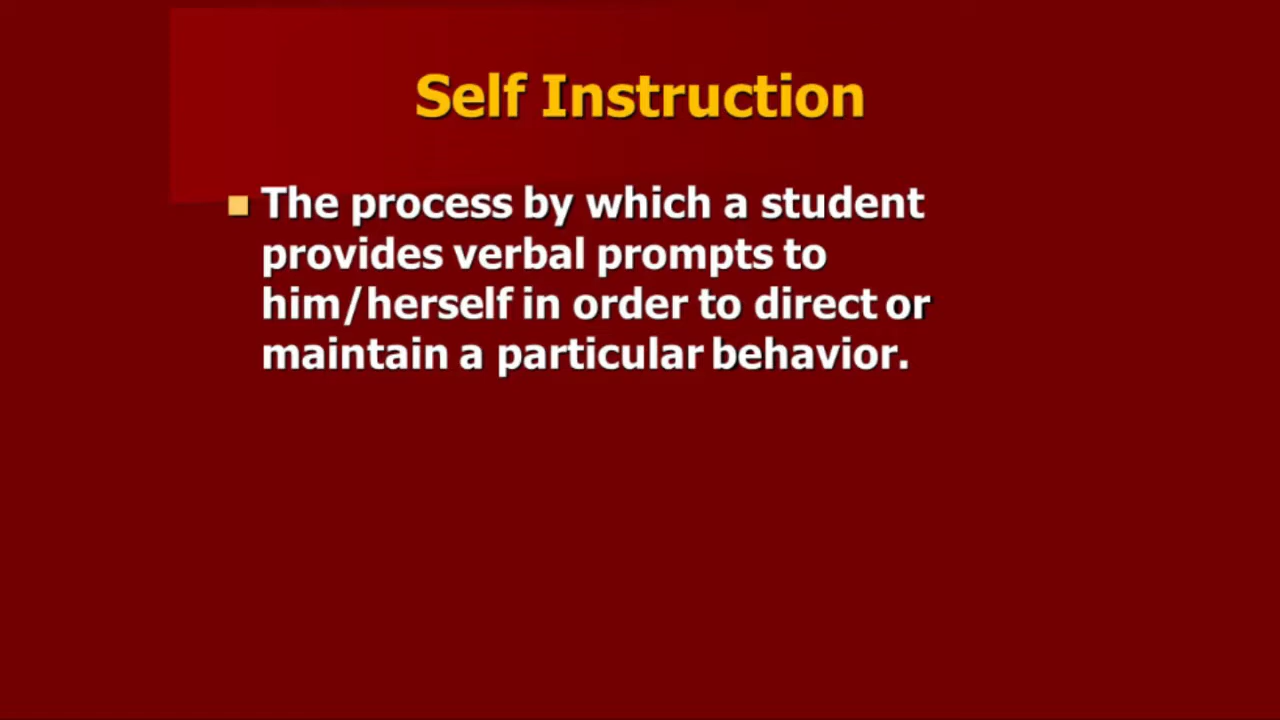 Self Instruction
The process by which a student
provides verbal prompts to
him/herself in order to direct or
maintain a particular behavior.